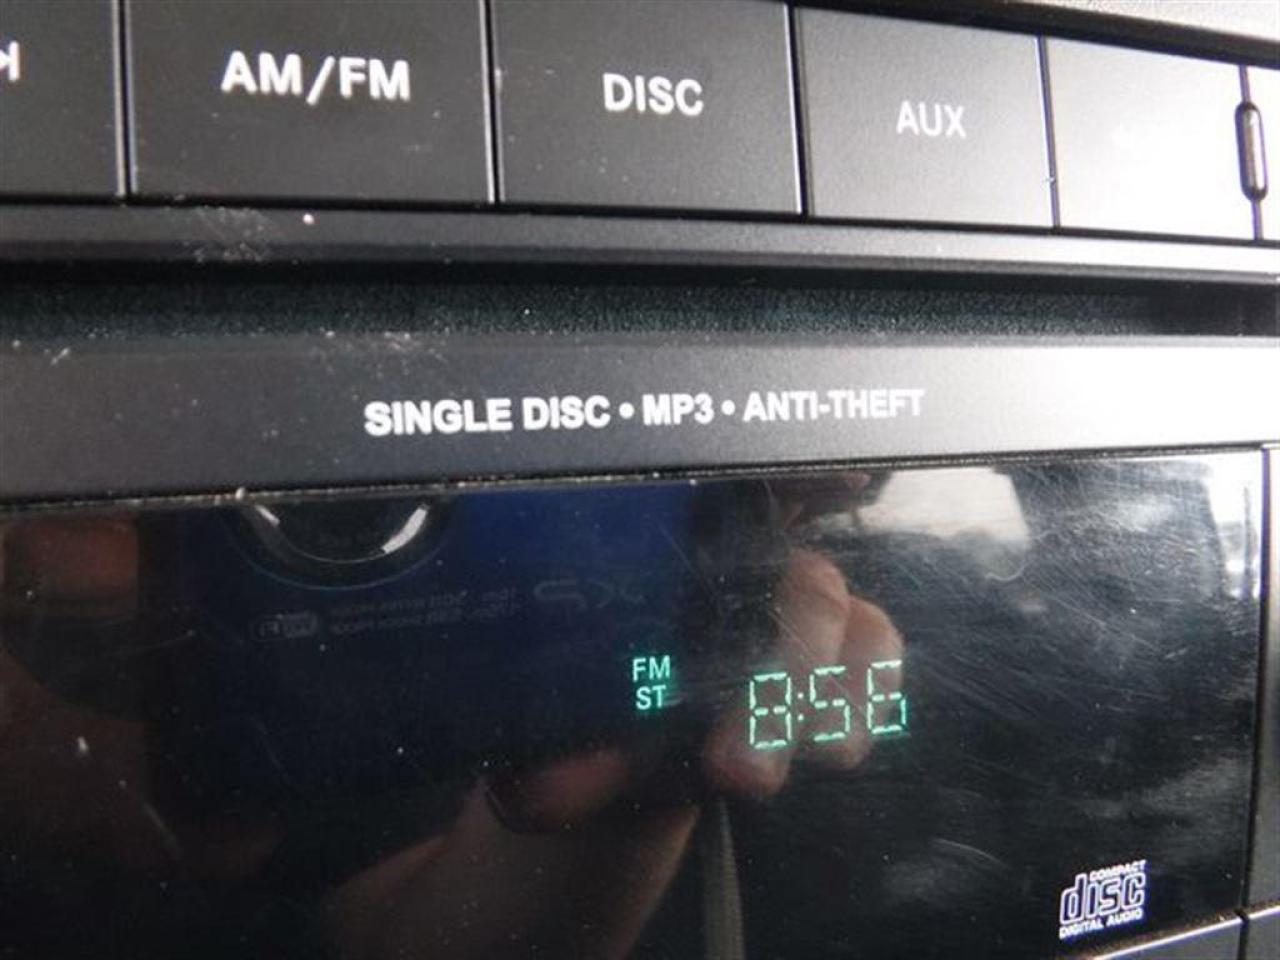 AM/FM
DISC
AUX
SINGLE DISC • MP3 • ANTI-THEFT
FM
ST
8:56
COMPACT
disc
DIGITAL AUDIO